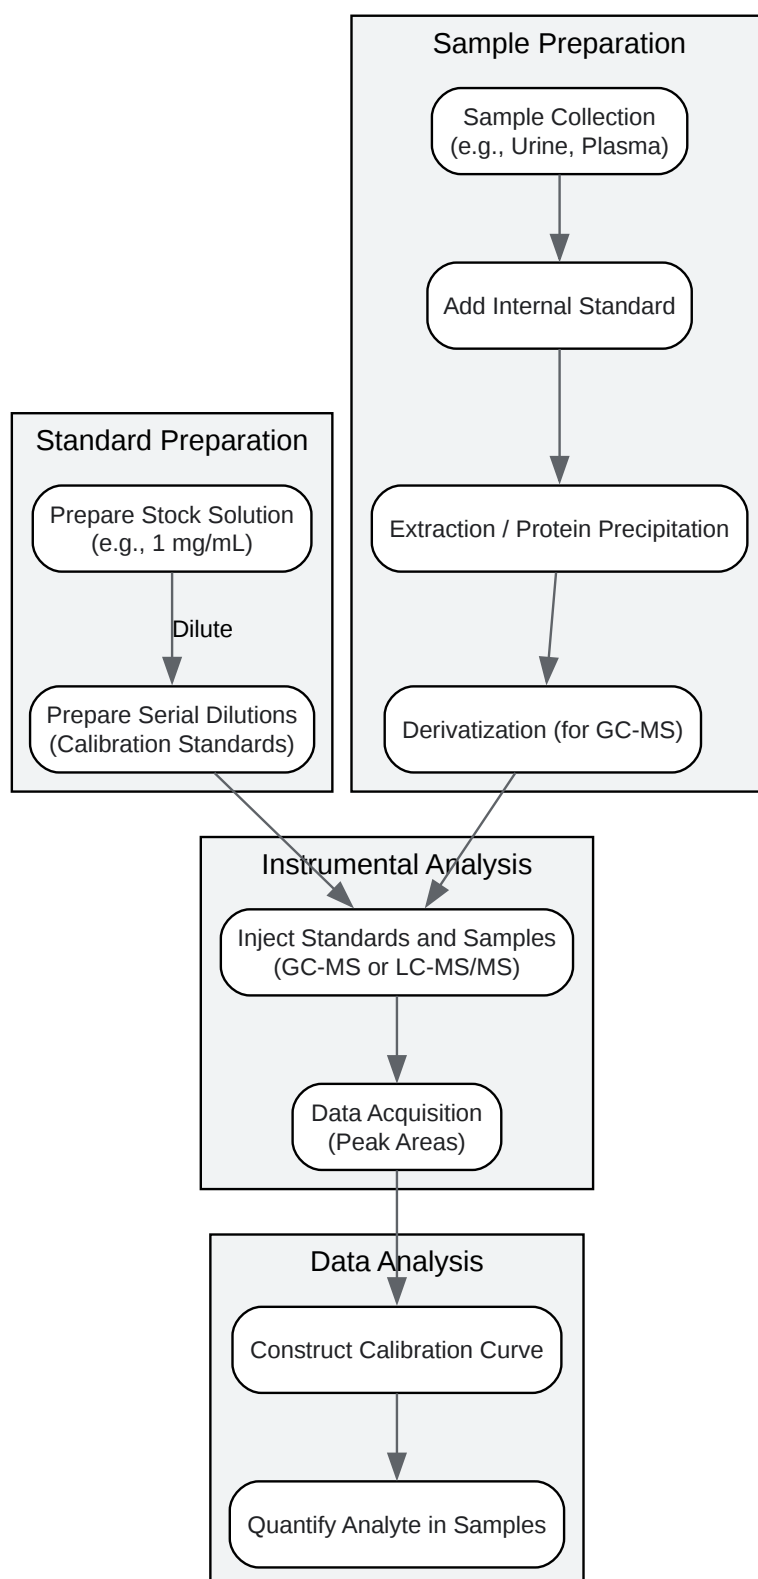 Sample Preparation
Sample Collection
(e.g., Urine, Plasma)
Add Internal Standard
Extraction / Protein Precipitation
Derivatization (for GC-MS)
Standard Preparation
Prepare Stock Solution
(e.g., 1 mg/mL)
Dilute
Prepare Serial Dilutions
(Calibration Standards)
Instrumental Analysis
Inject Standards and Samples
(GC-MS or LC-MS/MS)
Data Acquisition
(Peak Areas)
Data Analysis
Construct Calibration Curve
Quantify Analyte in Samples